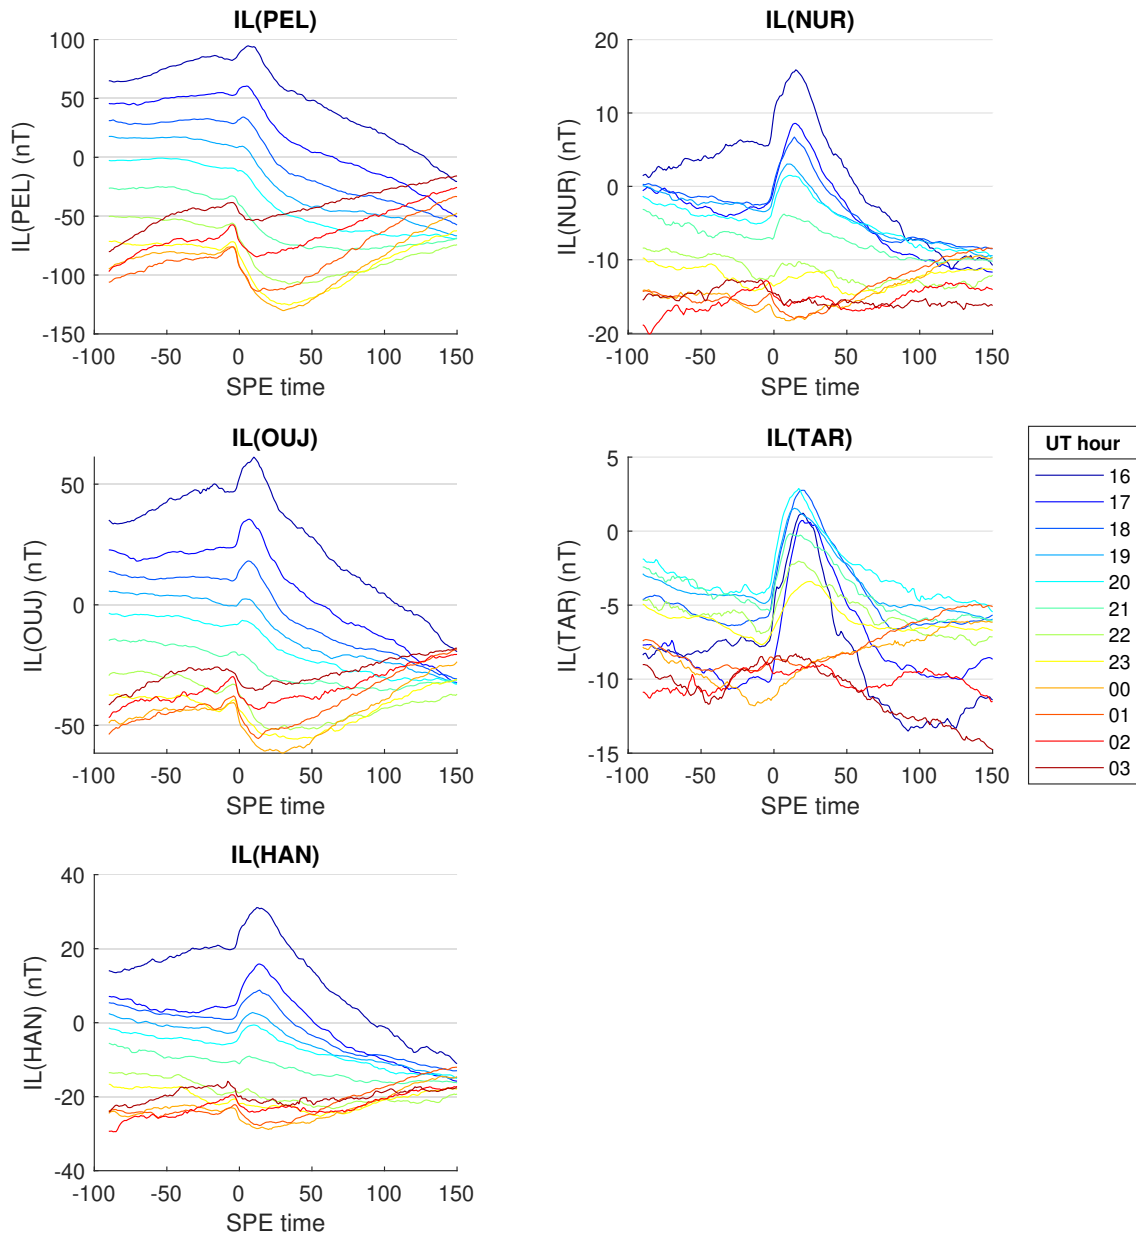 IL(PEL)
100
50
0
-50
-100
-150
IL(PEL) (nT)
-100 -50 0 50 100 150
SPE time
IL(NUR)
20
10
0
-10
-20
IL(NUR) (nT)
-100 -50 0 50 100 150
SPE time
IL(OUJ)
50
0
-50
IL(OUJ) (nT)
-100 -50 0 50 100 150
SPE time
IL(TAR)
5
0
-5
-10
-15
IL(TAR) (nT)
-100 -50 0 50 100 150
SPE time
UT hour
16
17
18
19
20
21
22
23
00
01
02
03
IL(HAN)
40
20
0
-20
-40
IL(HAN) (nT)
-100 -50 0 50 100 150
SPE time